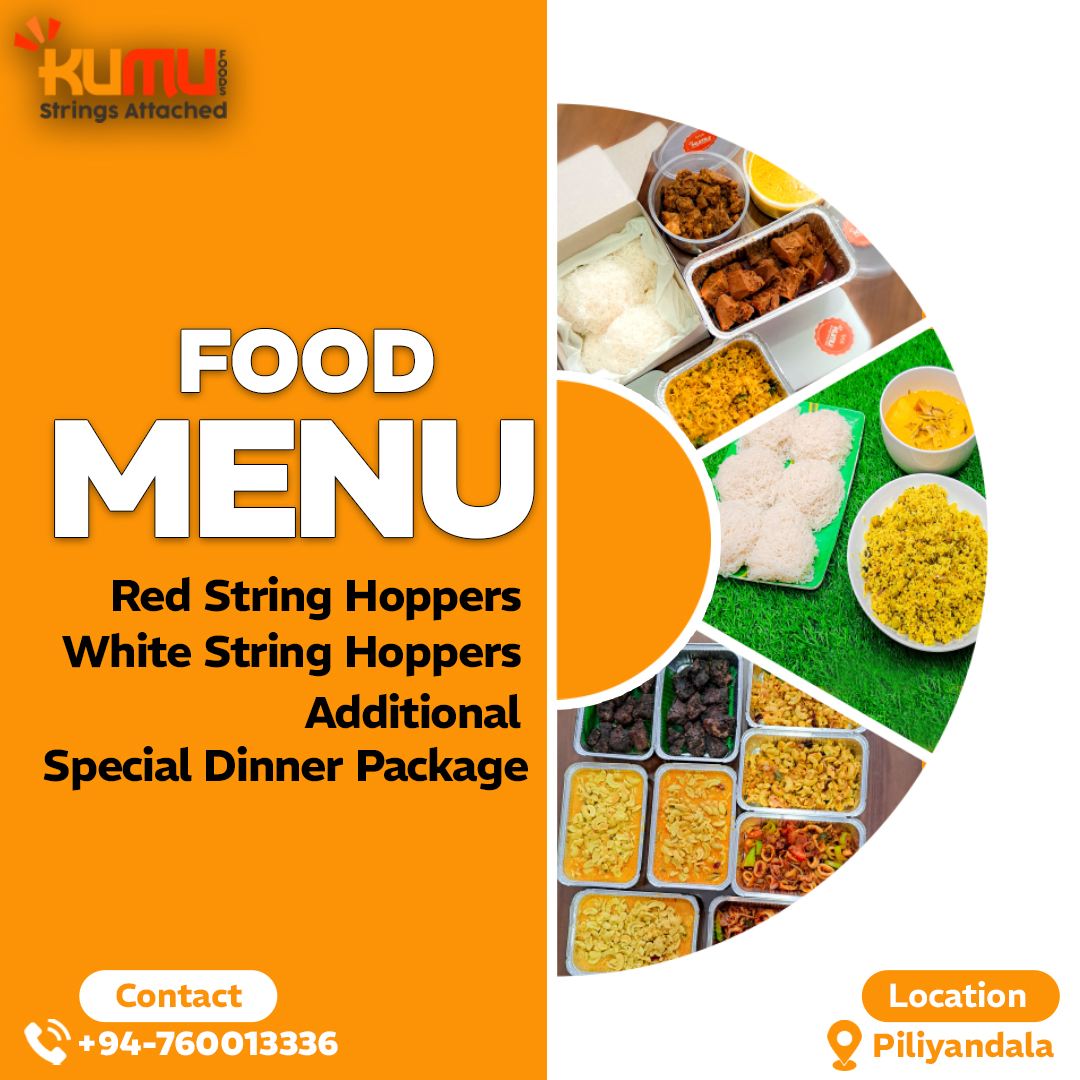 KUMU
FOODS
Strings Attached
FOOD
MENU
Red String Hoppers
White String Hoppers
Additional
Special Dinner Package
Contact
+94-760013336
Location
Piliyandala